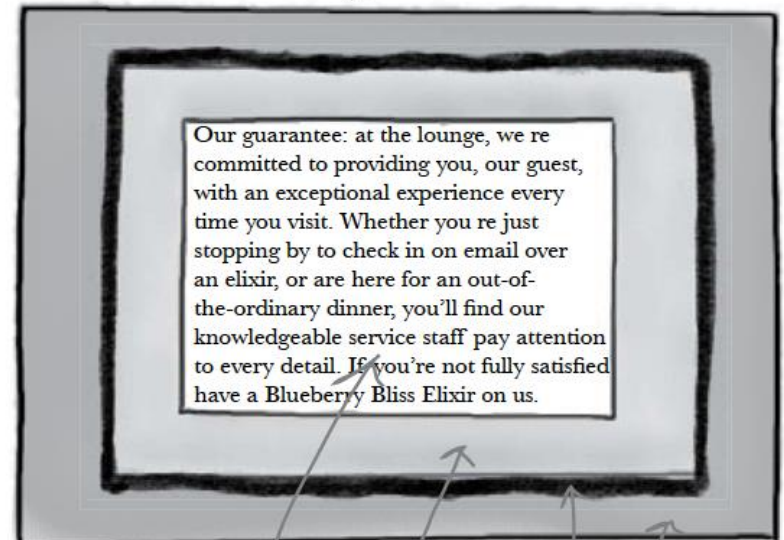 Our guarantee: at the lounge, we re
committed to providing you, our guest,
with an exceptional experience every
time you visit. Whether you re just
stopping by to check in on email over
an elixir, or are here for an out-of-
the-ordinary dinner, you’ll find our
knowledgeable service staff pay attention
to every detail. If you’re not fully satisfied
have a Blueberry Bliss Elixir on us.